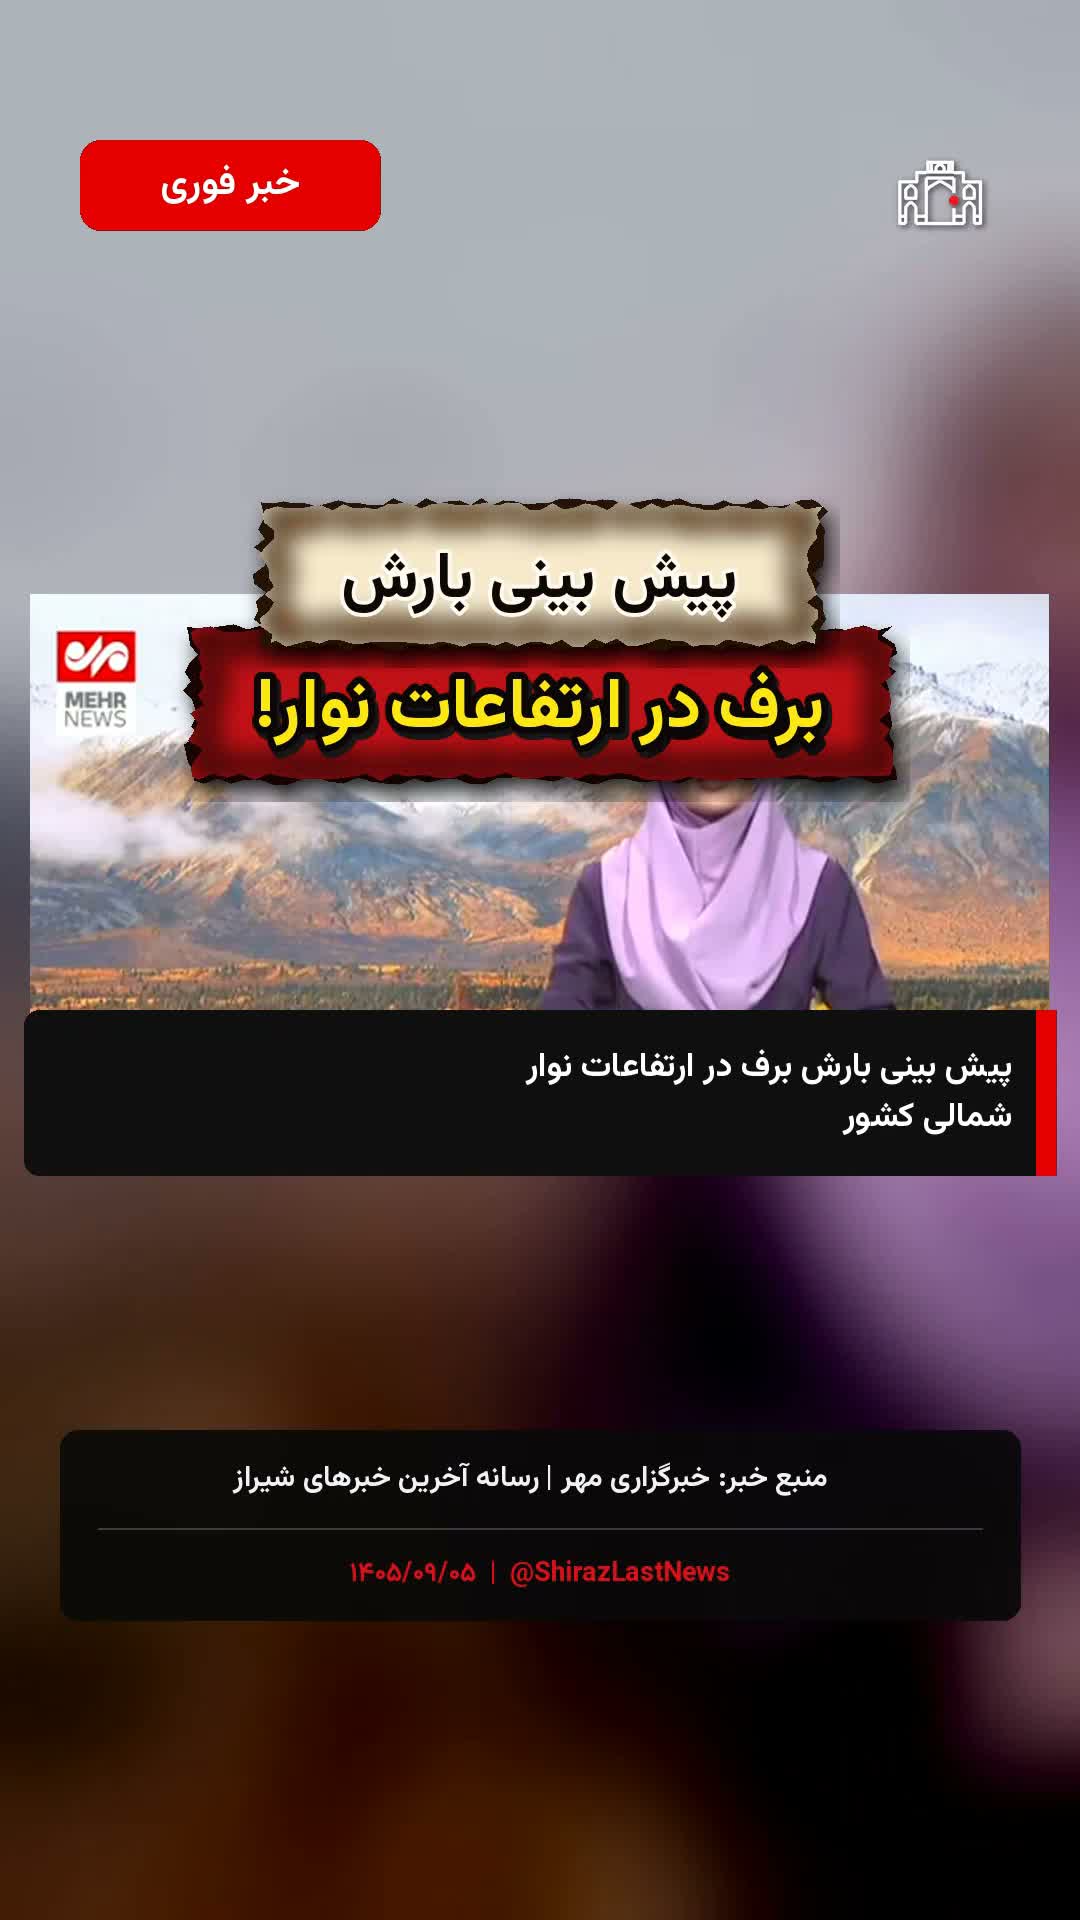 خبر فوری
پیش بینی بارش
برف در ارتفاعات نوار!
MEHR
NEWS
پیش بینی بارش برف در ارتفاعات نوار
شمالی کشور
منبع خبر: خبرگزاری مهر | رسانه آخرین خبرهای شیراز
۱۴۰۵/۰۹/۰۵ | @ShirazLastNews